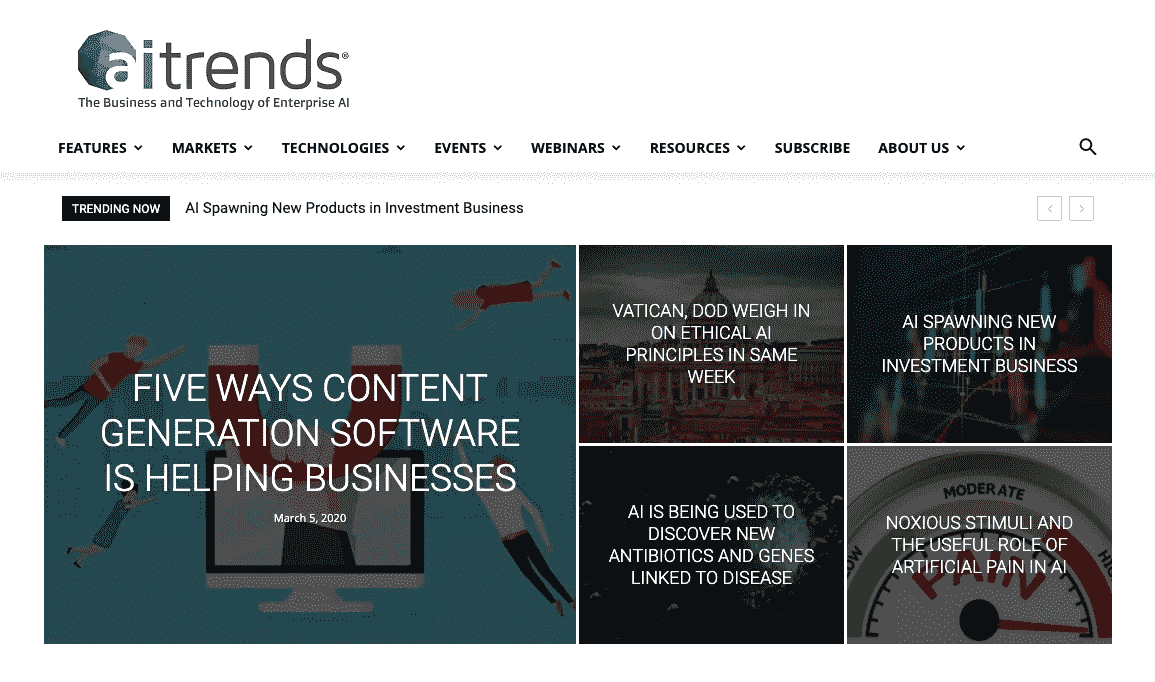 aitrends®
The Business and Technology of Enterprise AI
FEATURES MARKETS TECHNOLOGIES EVENTS WEBINARS RESOURCES SUBSCRIBE ABOUT US
TRENDING NOW AI Spawning New Products in Investment Business
FIVE WAYS CONTENT
GENERATION SOFTWARE
IS HELPING BUSINESSES
March 5, 2020
VATICAN, DOD WEIGH IN
ON ETHICAL AI
PRINCIPLES IN SAME
WEEK
AI SPAWNING NEW
PRODUCTS IN
INVESTMENT BUSINESS
AI IS BEING USED TO
DISCOVER NEW
ANTIBIOTICS AND GENES
LINKED TO DISEASE
MODERATE
NOXIOUS STIMULI AND
THE USEFUL ROLE OF
ARTIFICIAL PAIN IN AI
PAIN